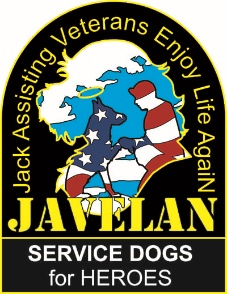 Jack Assisting Veterans Enjoy Life AgaiN
JAVELAN
SERVICE DOGS
for HEROES